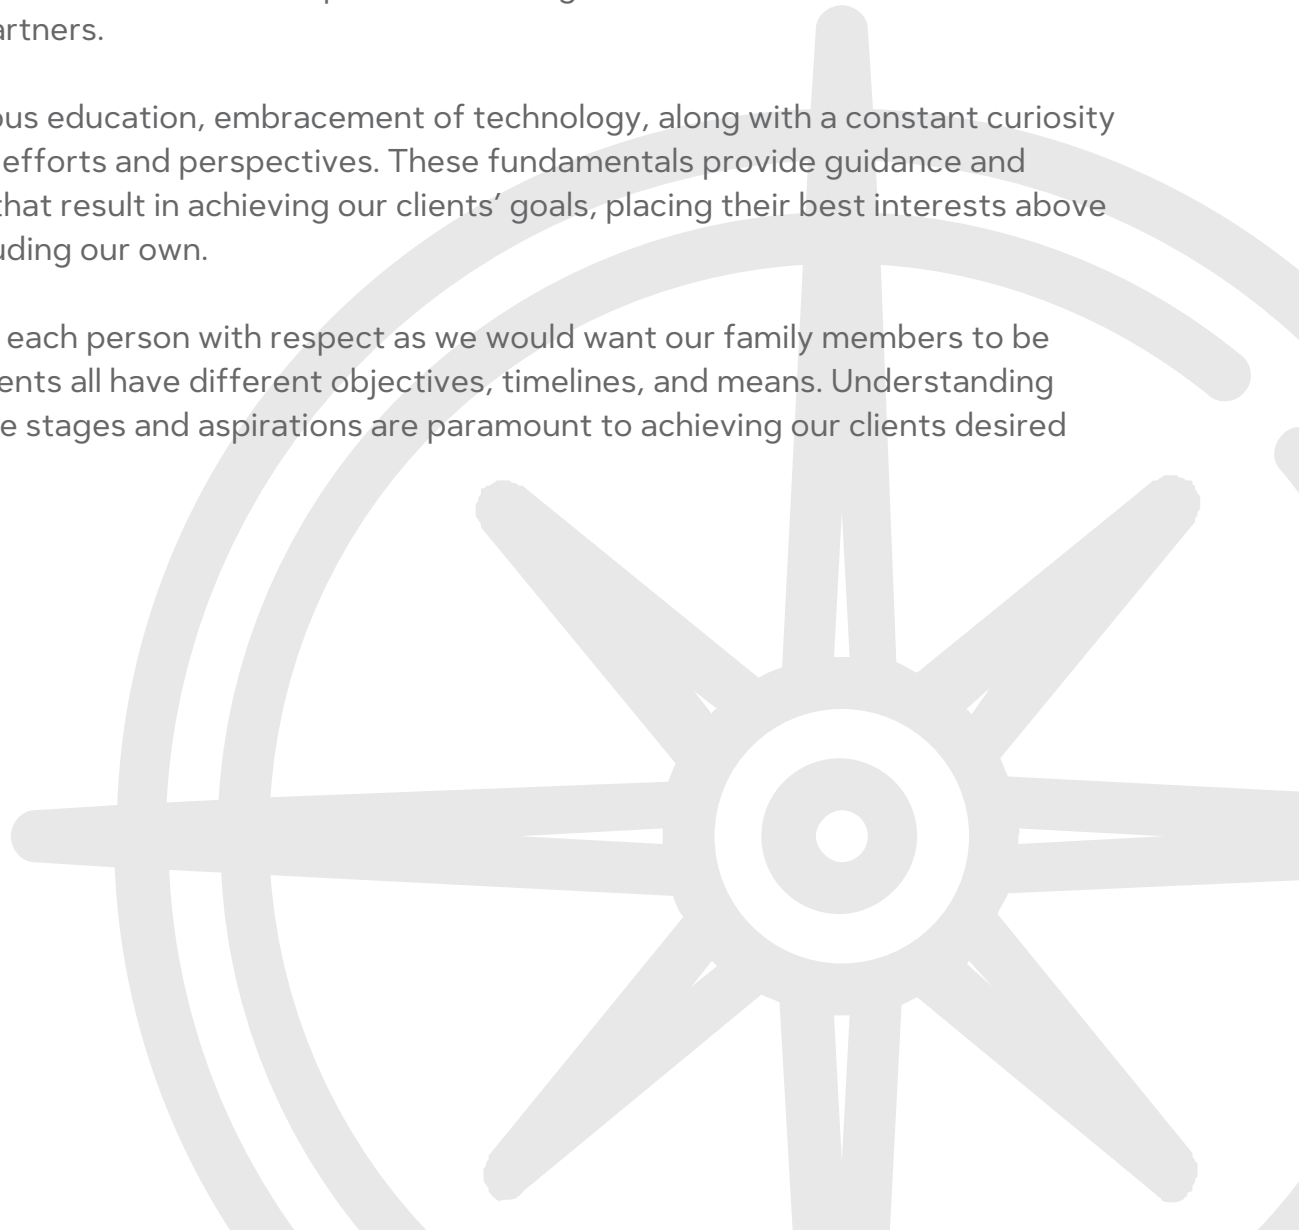 artners.
ous education, embracement of technology, along with a constant curiosity
efforts and perspectives. These fundamentals provide guidance and
that result in achieving our clients’ goals, placing their best interests above
uding our own.
each person with respect as we would want our family members to be
ents all have different objectives, timelines, and means. Understanding
e stages and aspirations are paramount to achieving our clients desired